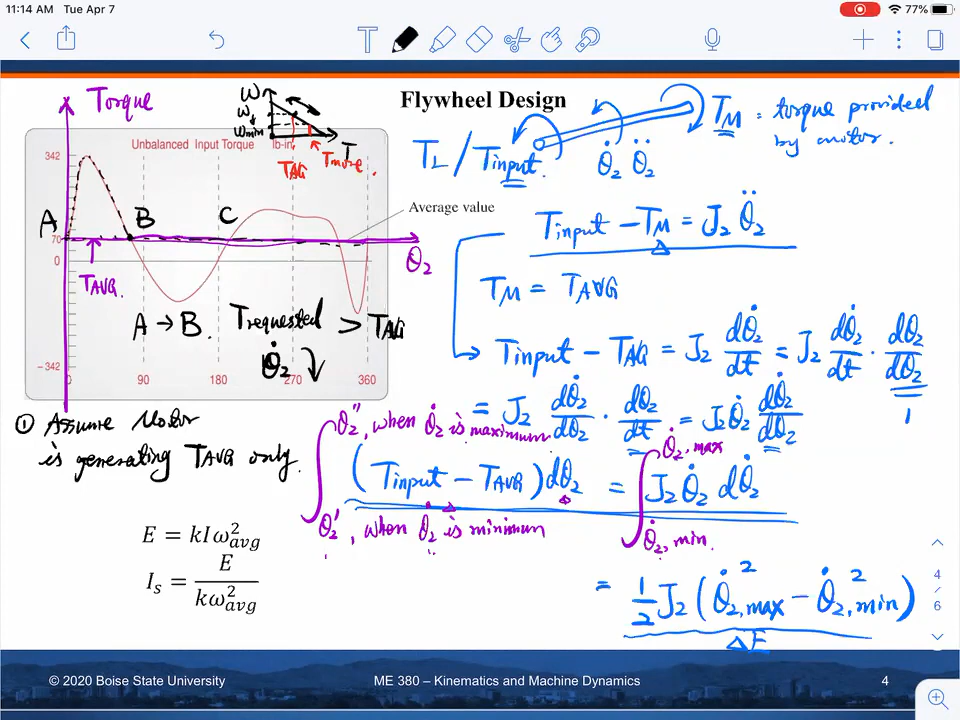 11:14 AM Tue Apr 7
77%
Flywheel Design
Torque
ω
ω
ωmin
T
TAG
Tmore.
Unbalanced Input Torque lb-in
342
70
0
-342
0 90 180 270 360
A
B
C
Average value
θ2
TAVG.
A → B. Trequested > TAG
θ̇2 ↓
TL / Tinput.
θ̇2 θ̈2
TM = torque provided
by motor.
Tinput - TM = J2 θ̈2
TM = TAVG
Tinput - TAG = J2 dθ̇2/dt = J2 dθ̇2/dt · dθ2/dθ2
1
= J2 dθ̇2/dθ2 · dθ2/dt = J2 θ̇2 dθ̇2/dθ2
① Assume Motor
is generating TAVG only.
θ2'', when θ̇2 is maximum
θ̇2, max
∫ (Tinput - TAVG) dθ2 = ∫ J2 θ̇2 dθ̇2
θ2', when θ̇2 is minimum
θ̇2, min.
= 1/2 J2 (θ̇2,max² - θ̇2,min²)
ΔE
E = kIω²avg
Is = E/kω²avg
4
/
6
© 2020 Boise State University
ME 380 – Kinematics and Machine Dynamics
4